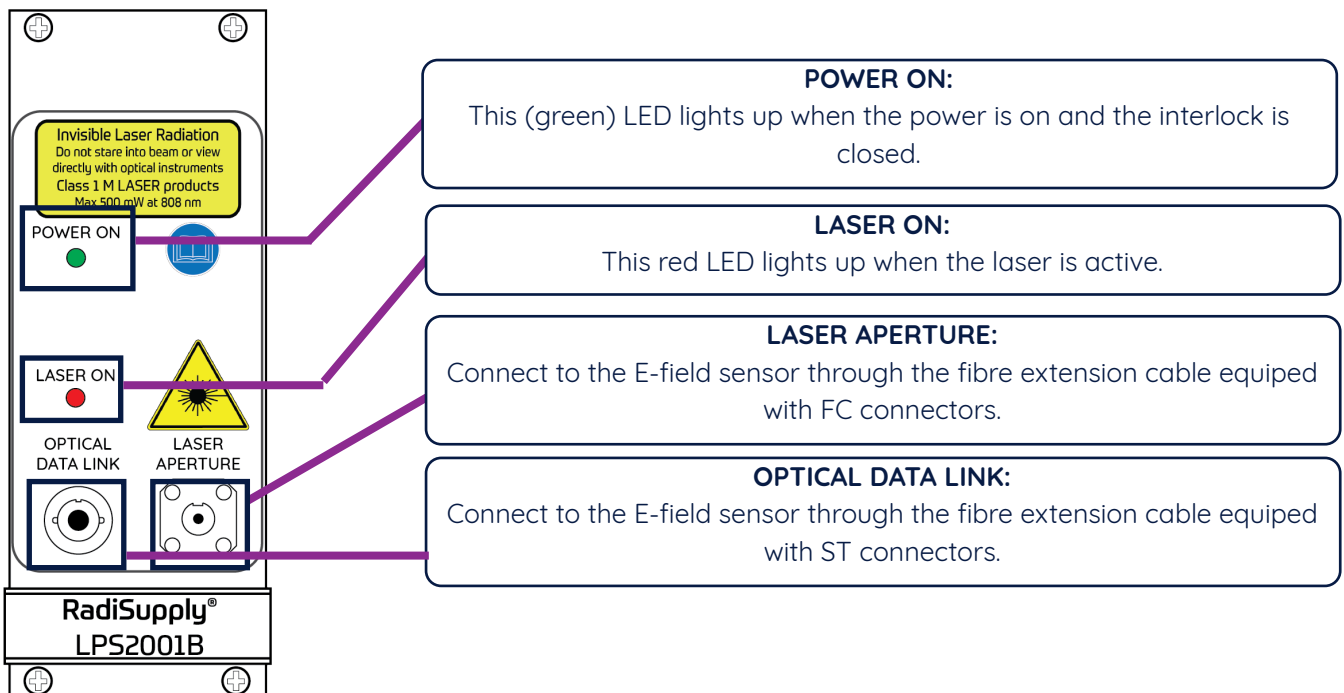 Invisible Laser Radiation
Do not stare into beam or view
directly with optical instruments
Class 1 M LASER products
Max 500 mW at 808 nm
POWER ON
LASER ON
OPTICAL
DATA LINK
LASER
APERTURE
RadiSupply®
LPS2001B
POWER ON:
This (green) LED lights up when the power is on and the interlock is
closed.
LASER ON:
This red LED lights up when the laser is active.
LASER APERTURE:
Connect to the E-field sensor through the fibre extension cable equiped
with FC connectors.
OPTICAL DATA LINK:
Connect to the E-field sensor through the fibre extension cable equiped
with ST connectors.